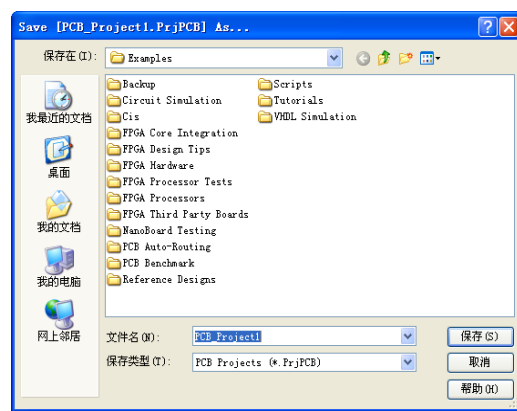 Save [PCB_Project1.PrjPCB] As...
保存在(I): Examples
我最近的文档
桌面
我的文档
我的电脑
网上邻居
Backup
Circuit Simulation
Cis
FPGA Core Integration
FPGA Design Tips
FPGA Hardware
FPGA Processor Tests
FPGA Processors
FPGA Third Party Boards
NanoBoard Testing
PCB Auto-Routing
PCB Benchmark
Reference Designs
Scripts
Tutorials
VHDL Simulation
文件名(N): PCB_Project1 保存(S)
保存类型(T): PCB Projects (*.PrjPCB) 取消
帮助(H)